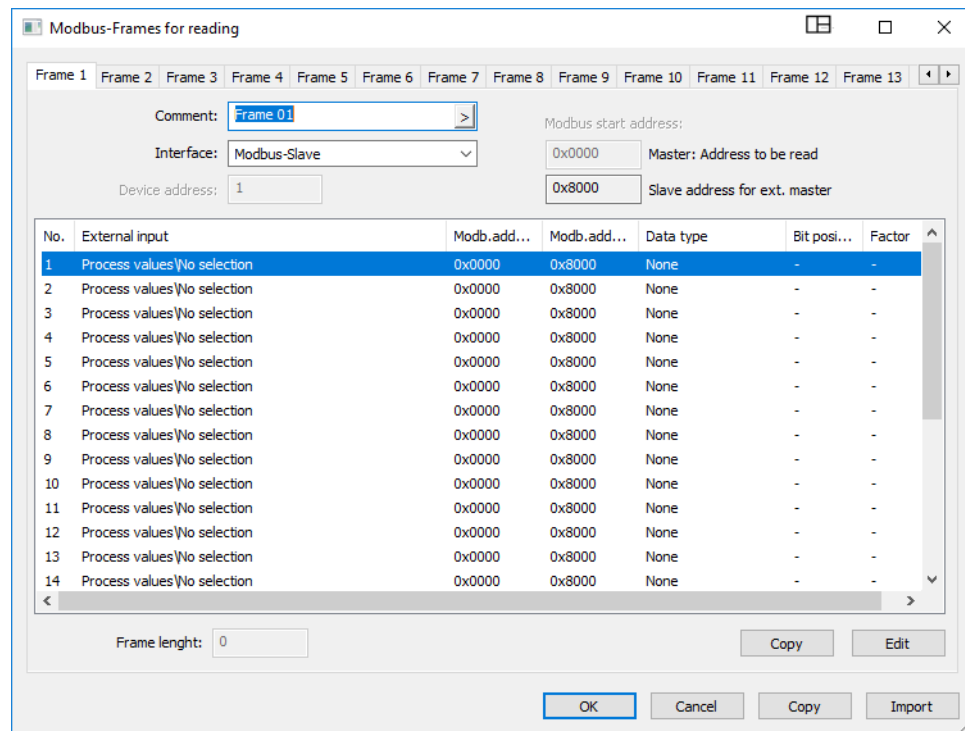 Modbus-Frames for reading
Frame 1 Frame 2 Frame 3 Frame 4 Frame 5 Frame 6 Frame 7 Frame 8 Frame 9 Frame 10 Frame 11 Frame 12 Frame 13
Comment: Frame 01 >
Modbus start address:
Interface: Modbus-Slave 0x0000 Master: Address to be read
Device address: 1 0x8000 Slave address for ext. master
No. External input Modb.add... Modb.add... Data type Bit posi... Factor
1 Process values\No selection 0x0000 0x8000 None - -
2 Process values\No selection 0x0000 0x8000 None - -
3 Process values\No selection 0x0000 0x8000 None - -
4 Process values\No selection 0x0000 0x8000 None - -
5 Process values\No selection 0x0000 0x8000 None - -
6 Process values\No selection 0x0000 0x8000 None - -
7 Process values\No selection 0x0000 0x8000 None - -
8 Process values\No selection 0x0000 0x8000 None - -
9 Process values\No selection 0x0000 0x8000 None - -
10 Process values\No selection 0x0000 0x8000 None - -
11 Process values\No selection 0x0000 0x8000 None - -
12 Process values\No selection 0x0000 0x8000 None - -
13 Process values\No selection 0x0000 0x8000 None - -
14 Process values\No selection 0x0000 0x8000 None - -
Frame lenght: 0 Copy Edit
OK Cancel Copy Import